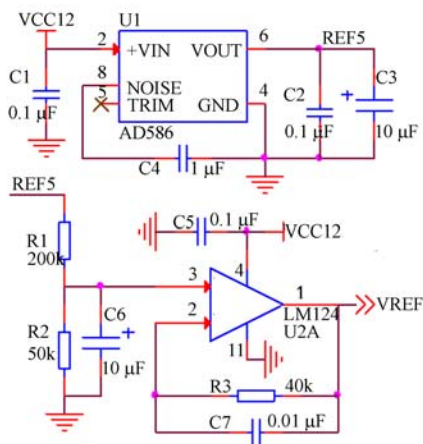 VCC12
U1
2
+VIN
VOUT
6
REF5
C1
0.1 μF
8
NOISE
5
TRIM
GND
4
AD586
C2
0.1 μF
+
C3
10 μF
C4
1 μF
REF5
R1
200k
C5
0.1 μF
VCC12
R2
50k
C6
+
10 μF
3
2
4
11
1
LM124
U2A
VREF
R3
40k
C7
0.01 μF